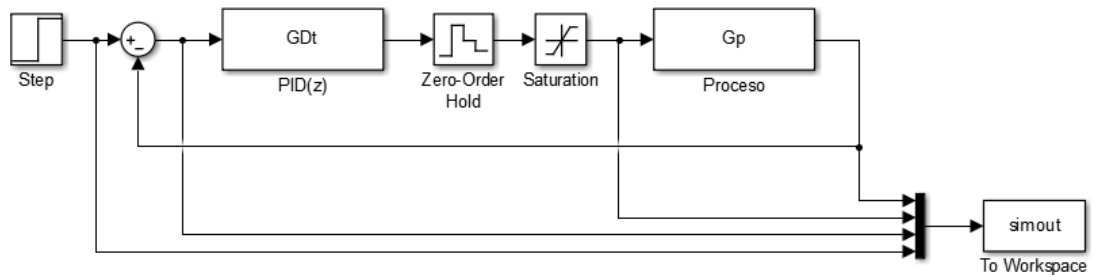 GDt
Gp
Step
PID(z)
Zero-Order
Hold
Saturation
Proceso
simout
To Workspace